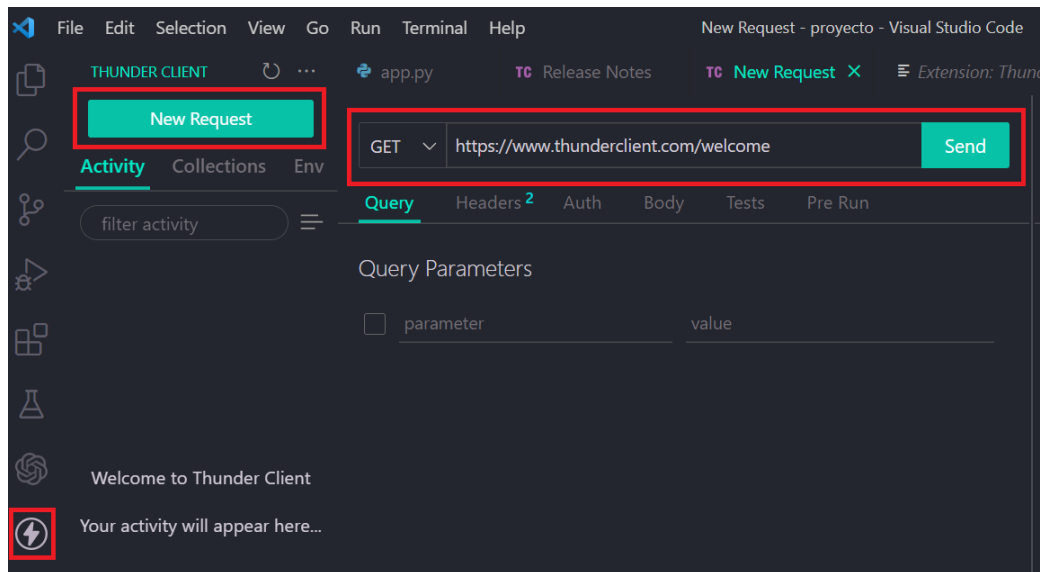 File Edit Selection View Go Run Terminal Help New Request - proyecto - Visual Studio Code
THUNDER CLIENT ...
New Request
Activity Collections Env
filter activity
Welcome to Thunder Client
Your activity will appear here...
app.py TC Release Notes TC New Request Extension: Thun
GET https://www.thunderclient.com/welcome Send
Query Headers 2 Auth Body Tests Pre Run
Query Parameters
parameter value